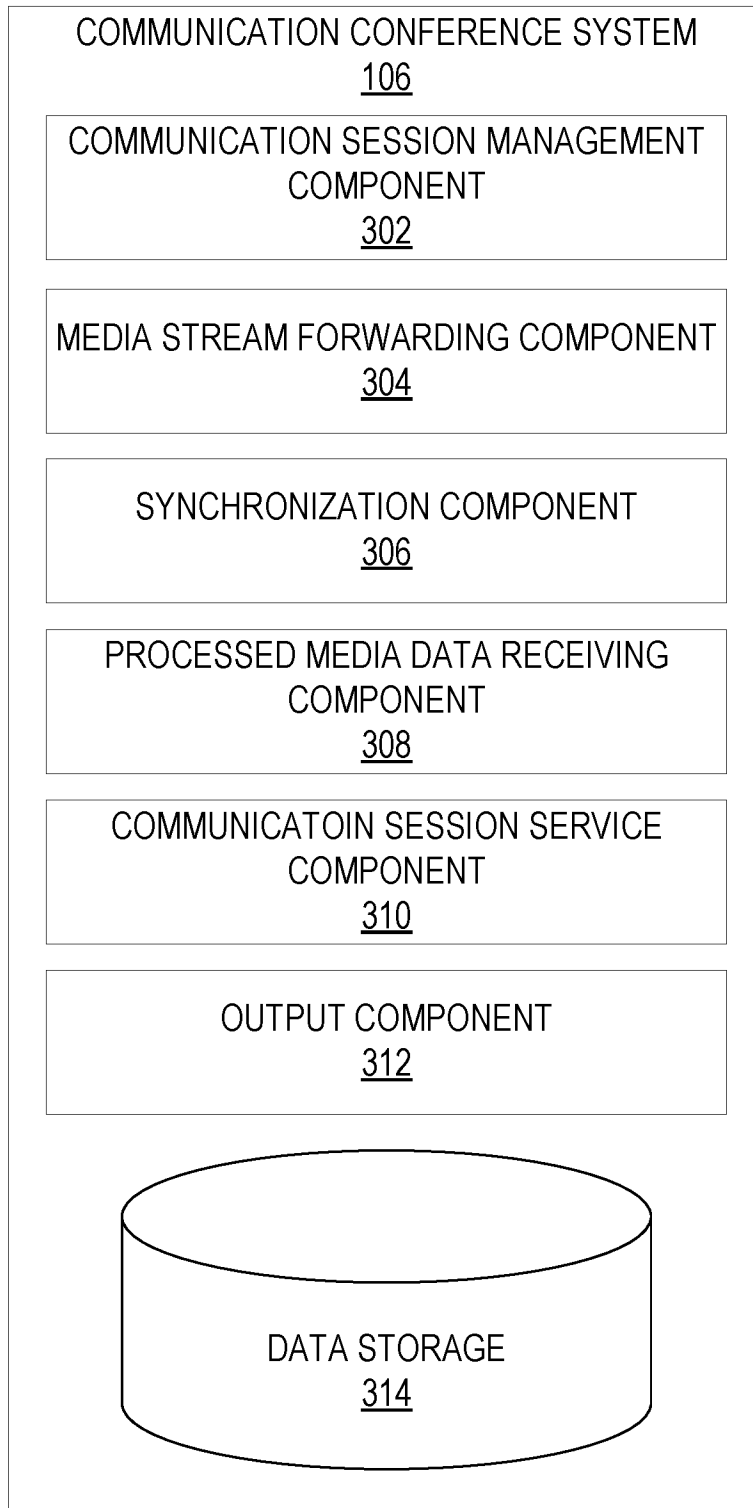 COMMUNICATION CONFERENCE SYSTEM
106
COMMUNICATION SESSION MANAGEMENT
COMPONENT
302
MEDIA STREAM FORWARDING COMPONENT
304
SYNCHRONIZATION COMPONENT
306
PROCESSED MEDIA DATA RECEIVING
COMPONENT
308
COMMUNICATOIN SESSION SERVICE
COMPONENT
310
OUTPUT COMPONENT
312
DATA STORAGE
314